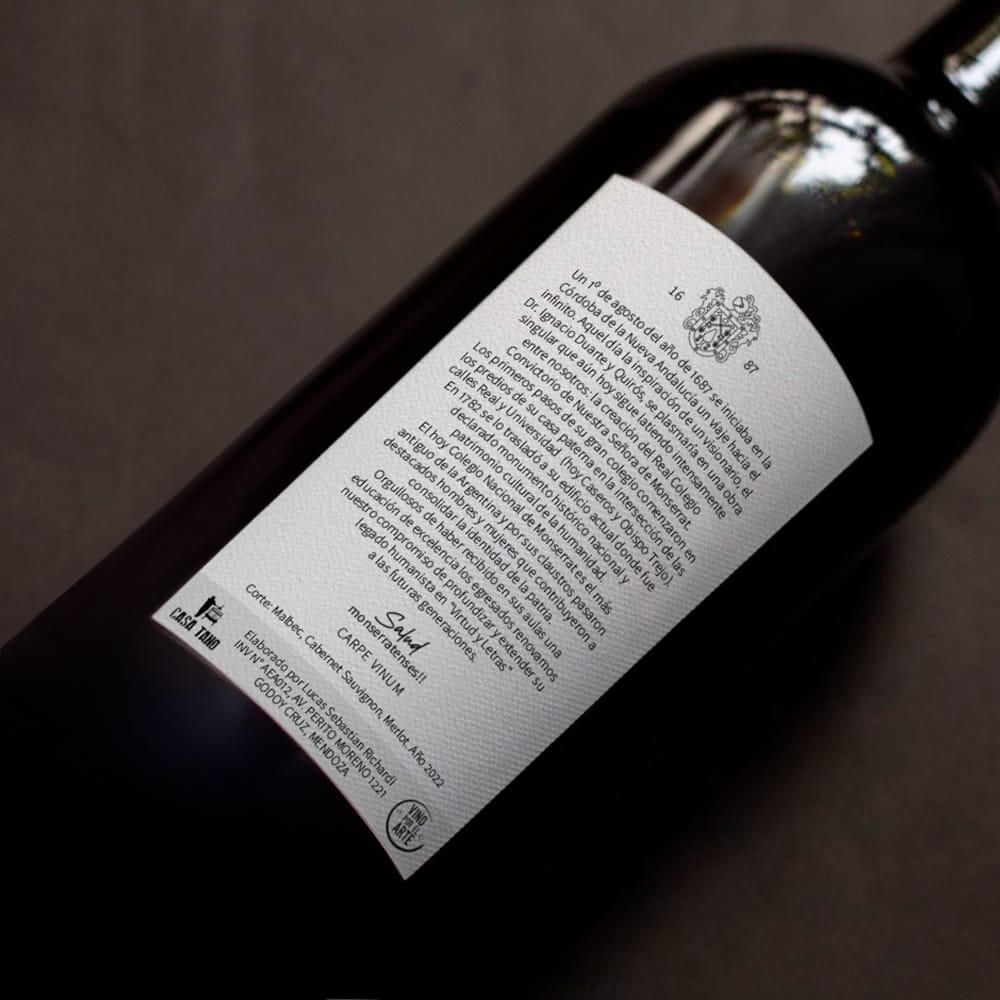 16
87
Un 1º de agosto del año de 1687 se iniciaba en la
Córdoba de la Nueva Andalucía un viaje hacia el
infinito. Aquel día la inspiración de un visionario, el
Dr. Ignacio Duarte y Quirós, se plasmaría en una obra
singular que aún hoy sigue latiendo intensamente
entre nosotros: la creación del Real Colegio
Convictorio de Nuestra Señora de Monserrat.
Los primeros pasos de su gran colegio comenzaron en
los predios de su casa paterna en la intersección de las
calles Real y Universidad (hoy Caseros y Obispo Trejo).
En 1782 se lo trasladó a su edificio actual donde fue
declarado monumento histórico nacional y
patrimonio cultural de la humanidad.
El hoy Colegio Nacional de Monserrat es el más
antiguo de la Argentina y por sus claustros pasaron
destacados hombres y mujeres que contribuyeron a
consolidar la identidad de la patria.
Orgullosos de haber recibido en sus aulas una
educación de excelencia los egresados renovamos
nuestro compromiso de profundizar y extender su
legado humanista en "Virtud y Letras"
a las futuras generaciones.
Salud
monserratenses!!
CARPE VINUM
Corte: Malbec, Cabernet Sauvignon, Merlot. Año 2022
CASA TANO
Elaborado por Lucas Sebastian Richardi
INV Nº AEA012, AV. PERITO MORENO 1221
GODOY CRUZ, MENDOZA
VINO
POR EL
ARTE